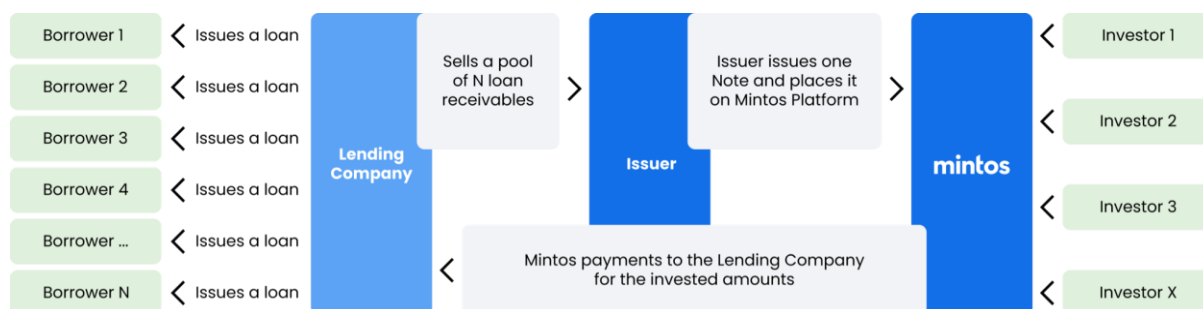 Borrower 1
Issues a loan
Borrower 2
Issues a loan
Borrower 3
Issues a loan
Borrower 4
Issues a loan
Borrower ...
Issues a loan
Borrower N
Issues a loan
Lending
Company
Sells a pool
of N loan
receivables
Issuer
Issuer issues one
Note and places it
on Mintos Platform
mintos
Mintos payments to the Lending Company
for the invested amounts
Investor 1
Investor 2
Investor 3
Investor X